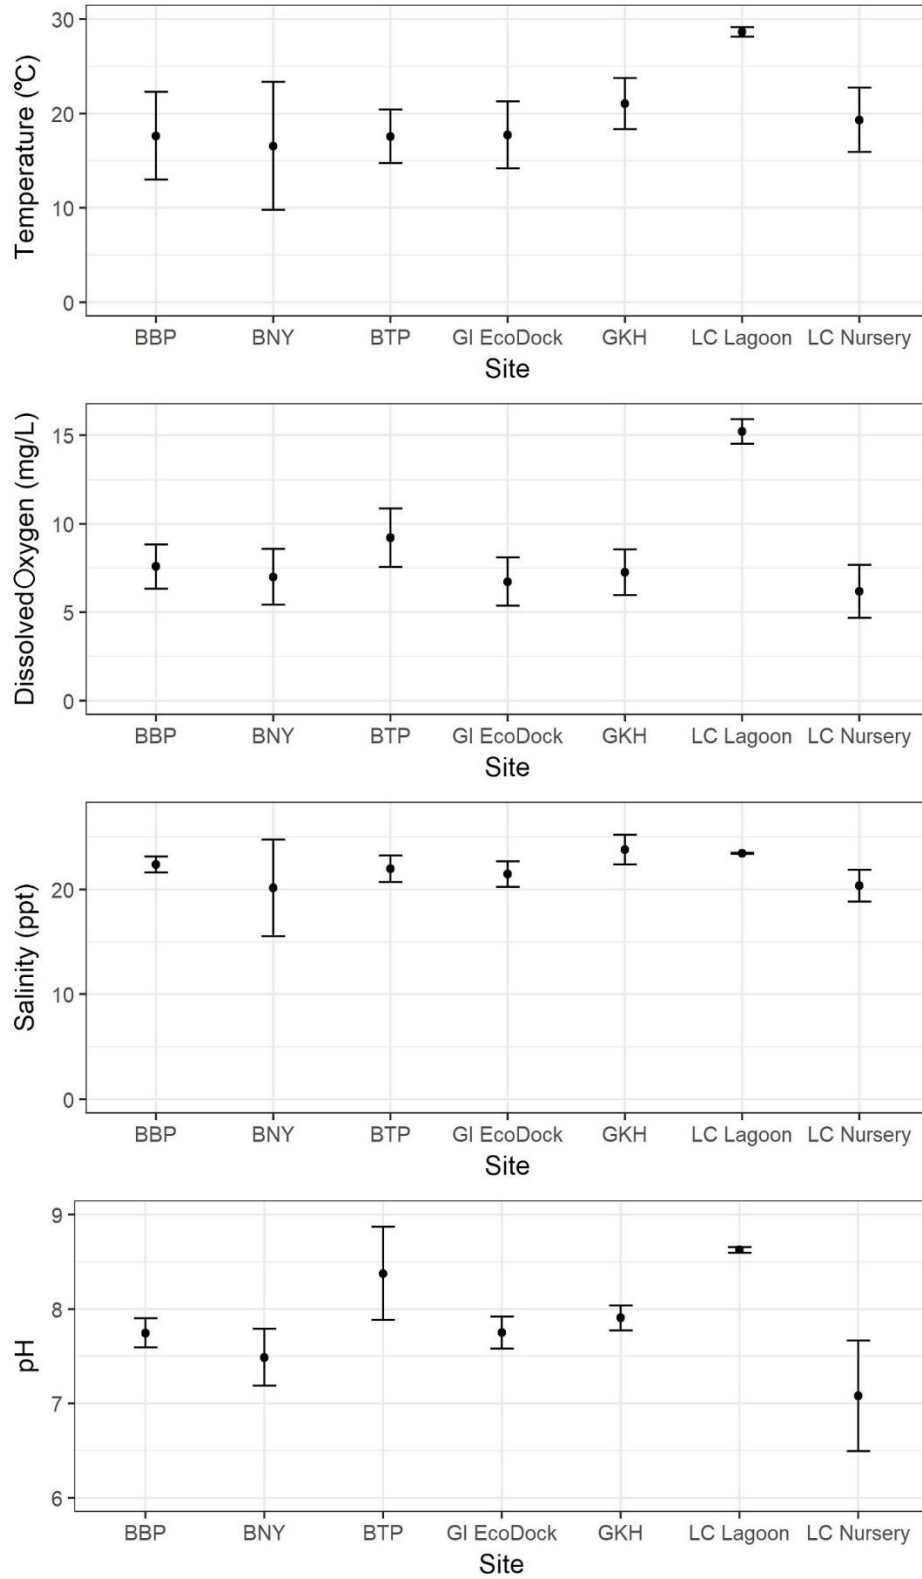 Temperature (°C)
30
20
10
0
BBP BNY BTP GI EcoDock GKH LC Lagoon LC Nursery
Site
DissolvedOxygen (mg/L)
15
10
5
0
BBP BNY BTP GI EcoDock GKH LC Lagoon LC Nursery
Site
Salinity (ppt)
20
10
0
BBP BNY BTP GI EcoDock GKH LC Lagoon LC Nursery
Site
pH
9
8
7
6
BBP BNY BTP GI EcoDock GKH LC Lagoon LC Nursery
Site